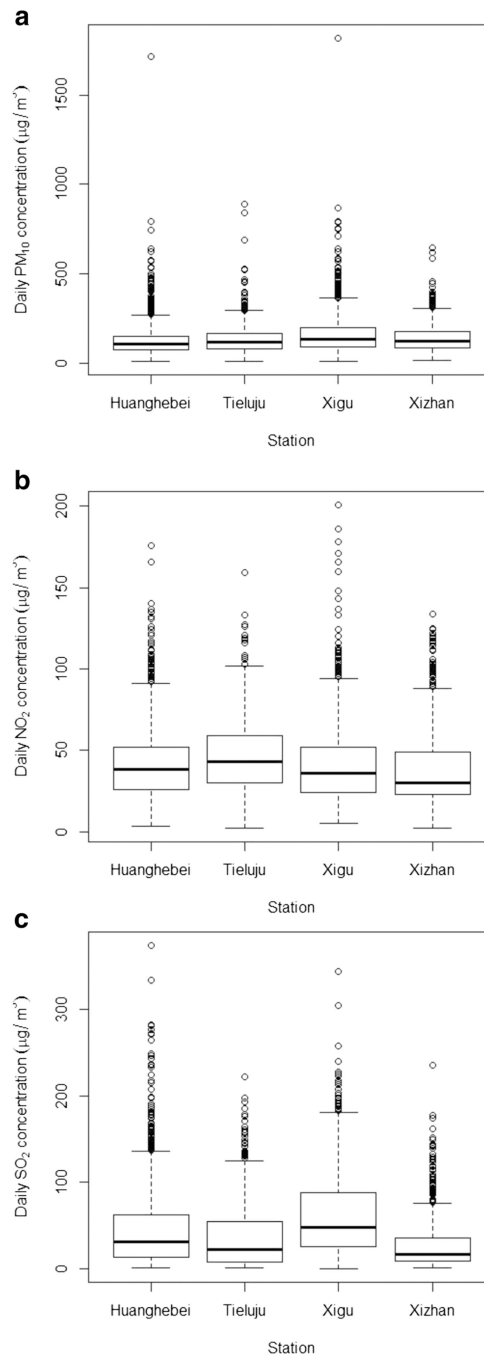 a
Daily PM₁₀ concentration (μg/m³)
1500
1000
500
0
Huanghebei Tieluju Xigu Xizhan
Station
b
Daily NO₂ concentration (μg/m³)
200
150
100
50
0
Huanghebei Tieluju Xigu Xizhan
Station
c
Daily SO₂ concentration (μg/m³)
300
200
100
0
Huanghebei Tieluju Xigu Xizhan
Station